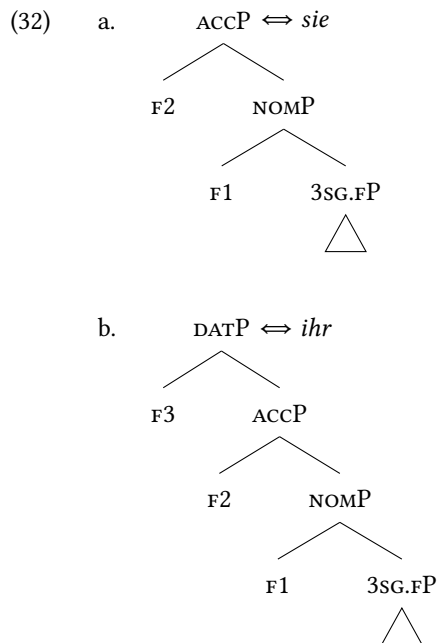 (32) a. ACCP ⇔ sie
F2 NOMP
F1 3SG.FP
b. DATP ⇔ ihr
F3 ACCP
F2 NOMP
F1 3SG.FP